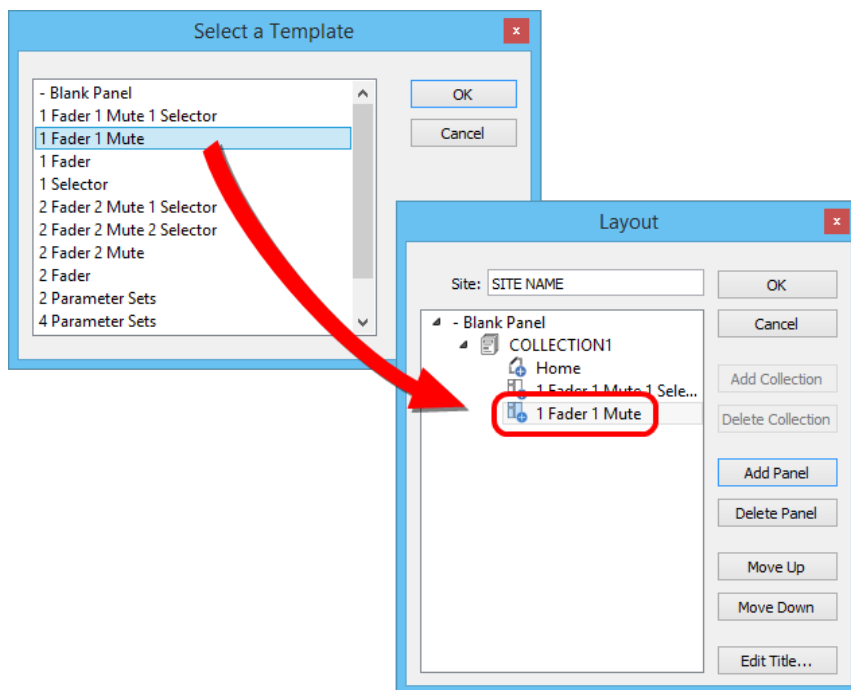 Select a Template
x
- Blank Panel
1 Fader 1 Mute 1 Selector
1 Fader 1 Mute
1 Fader
1 Selector
2 Fader 2 Mute 1 Selector
2 Fader 2 Mute 2 Selector
2 Fader 2 Mute
2 Fader
2 Parameter Sets
4 Parameter Sets
OK
Cancel
Layout
x
Site: SITE NAME
- Blank Panel
COLLECTION1
Home
1 Fader 1 Mute 1 Sele...
1 Fader 1 Mute
OK
Cancel
Add Collection
Delete Collection
Add Panel
Delete Panel
Move Up
Move Down
Edit Title...